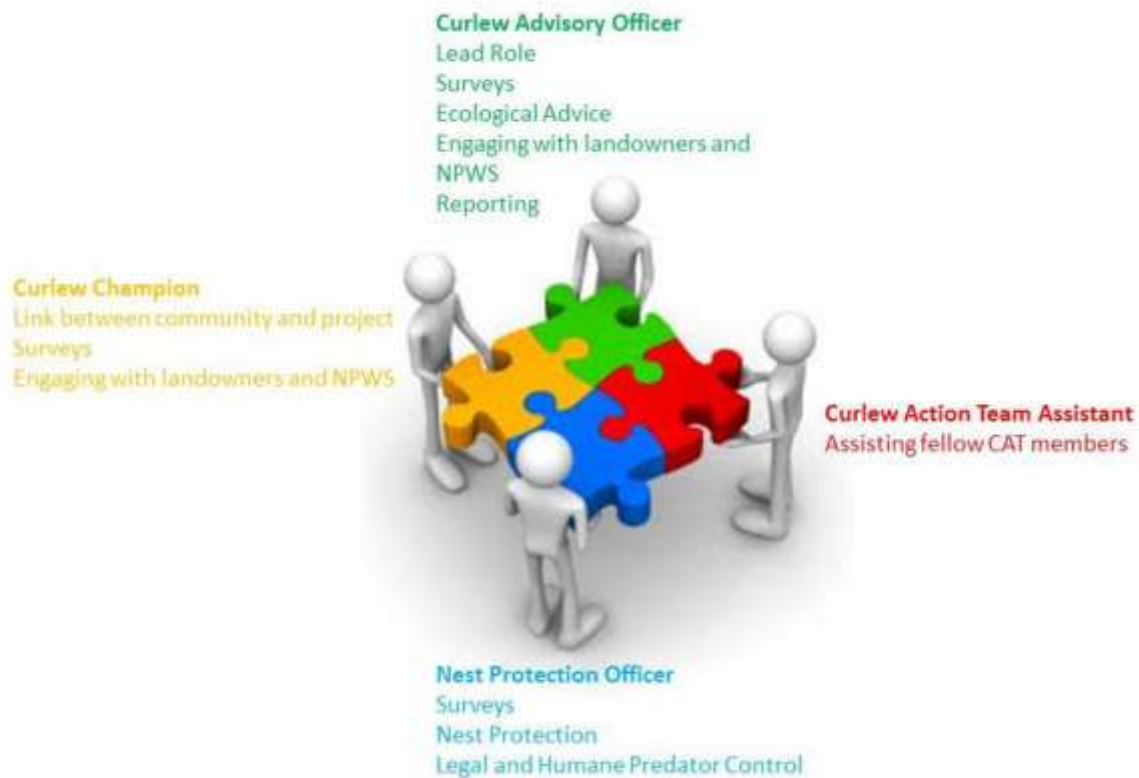 Curlew Advisory Officer
Lead Role
Surveys
Ecological Advice
Engaging with landowners and
NPWS
Reporting
Curlew Champion
Link between community and project
Surveys
Engaging with landowners and NPWS
Curlew Action Team Assistant
Assisting fellow CAT members
Nest Protection Officer
Surveys
Nest Protection
Legal and Humane Predator Control